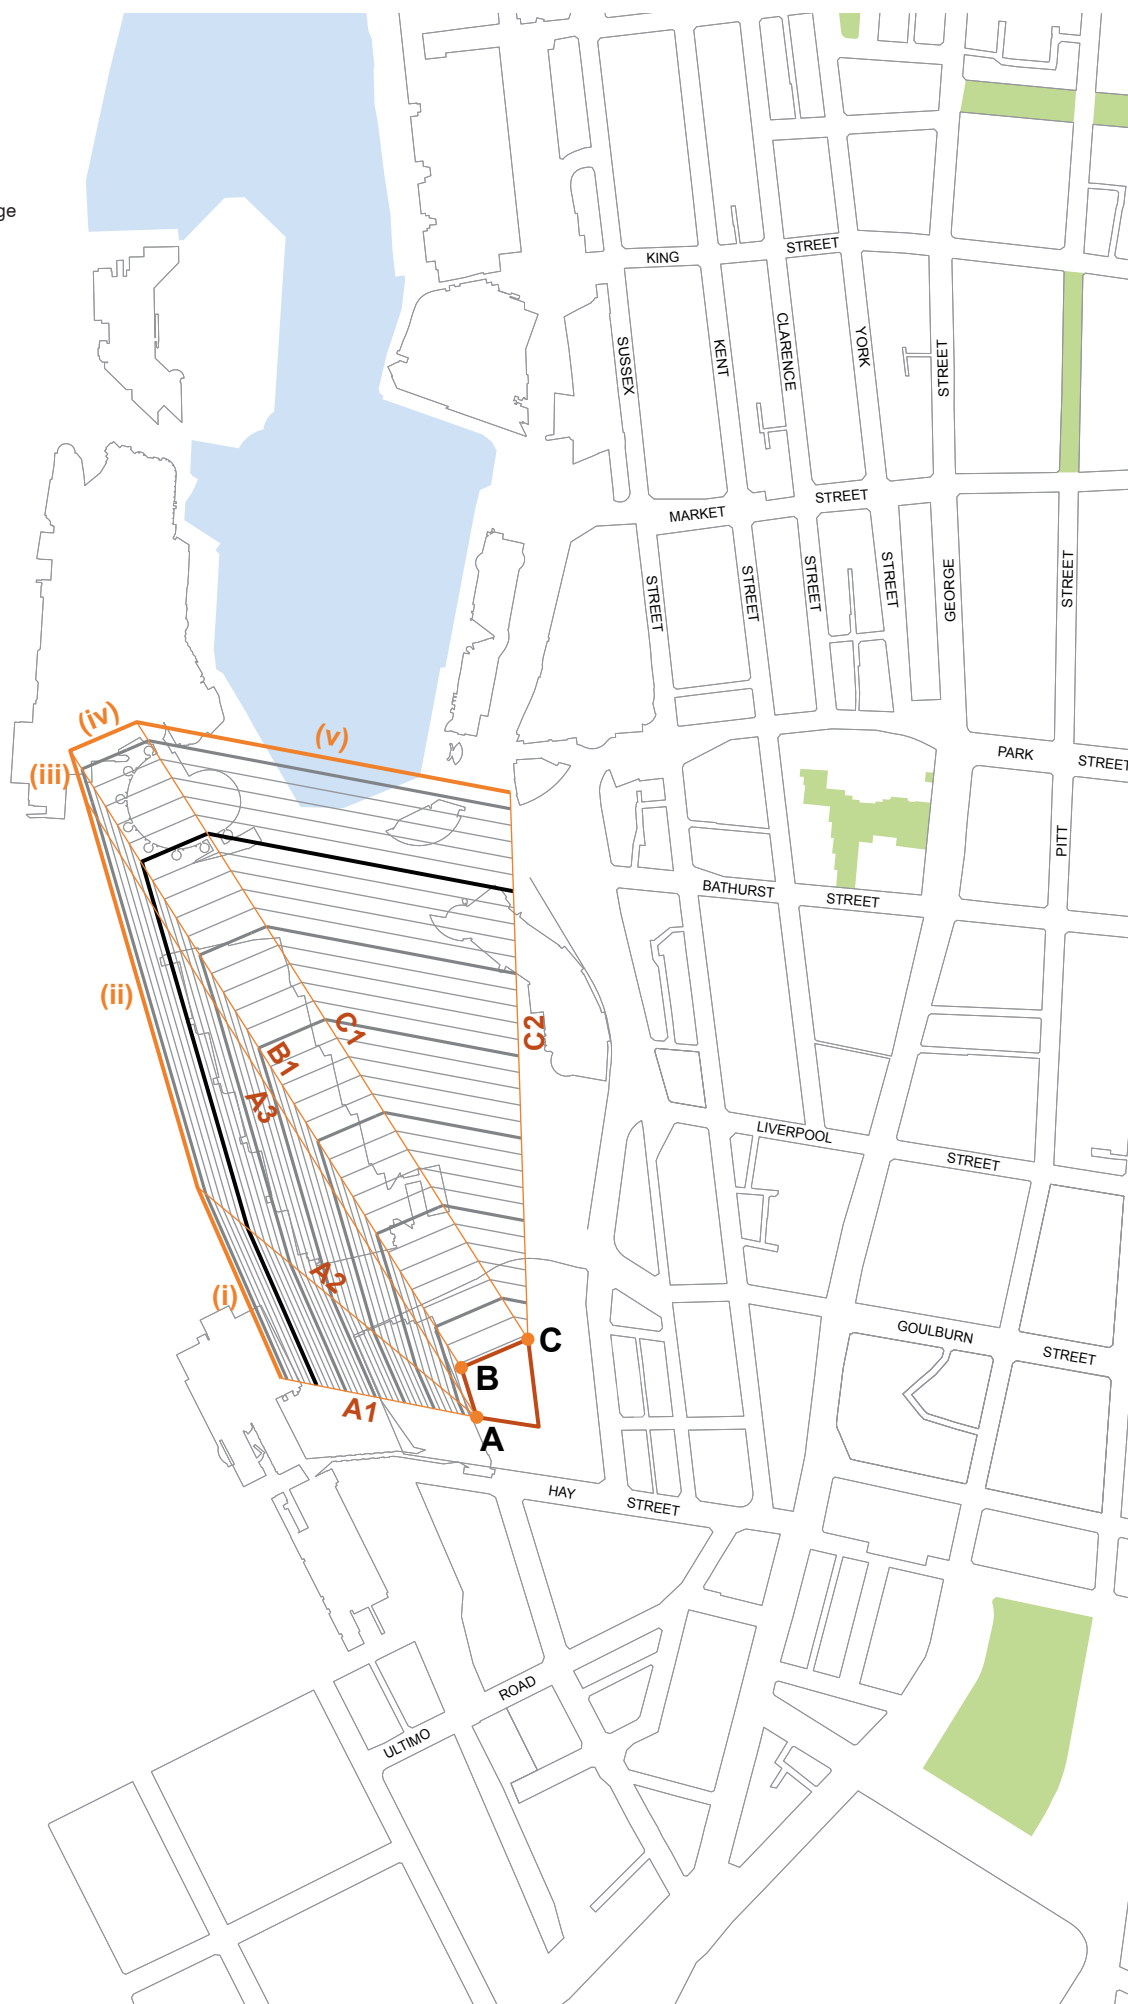 ge
STREET
KING
SUSSEX
KENT
CLARENCE
YORK
STREET
STREET
MARKET
STREET
STREET
STREET
STREET
GEORGE
STREET
(iv)
(v)
(iii)
PARK
STREET
PITT
BATHURST
STREET
(ii)
C1
C2
B1
A3
LIVERPOOL
STREET
A2
(i)
C
GOULBURN
STREET
B
A1
A
HAY
STREET
ROAD
ULTIMO